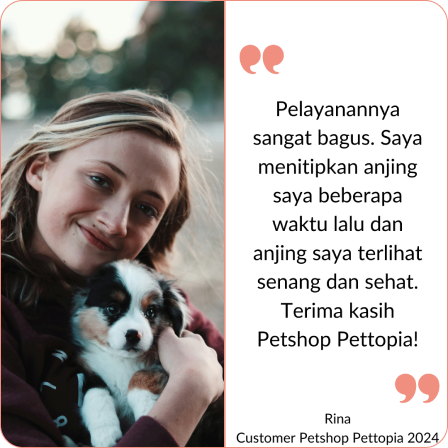 Pelayanannya
sangat bagus. Saya
menitipkan anjing
saya beberapa
waktu lalu dan
anjing saya terlihat
senang dan sehat.
Terima kasih
Petshop Pettopia!
Rina
Customer Petshop Pettopia 2024